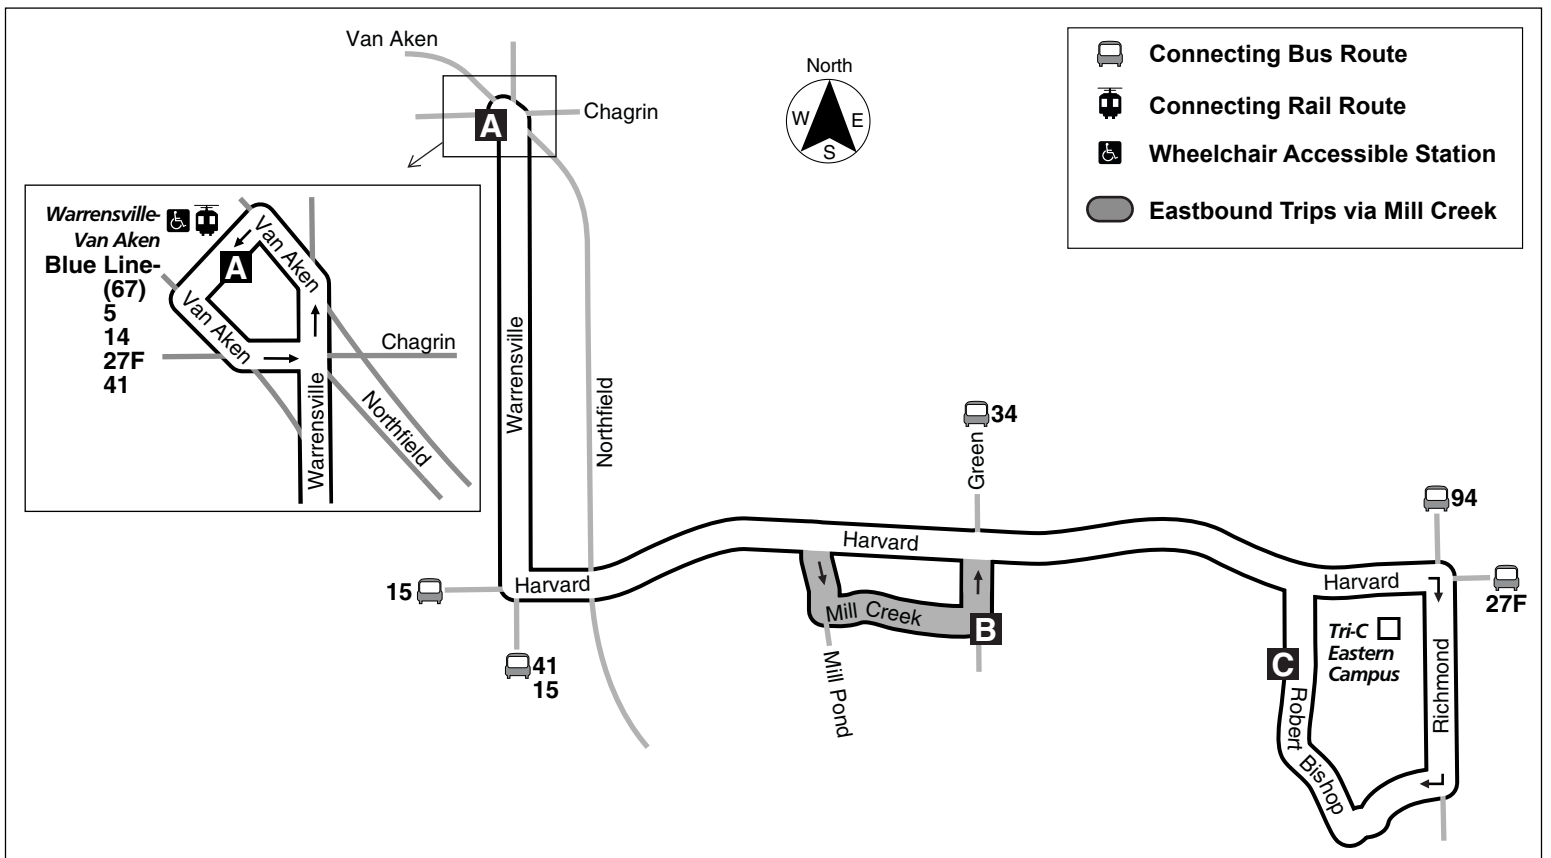 Van Aken
Chagrin
A
North
W
E
S
Connecting Bus Route
Connecting Rail Route
Wheelchair Accessible Station
Eastbound Trips via Mill Creek
Warrensville-
Van Aken
Blue Line-
(67)
5
14
27F
41
A
Van Aken
Van Aken
Chagrin
Northfield
Warrensville
Warrensville
Northfield
34
Green
94
Harvard
Harvard
15
41
15
Mill Creek
B
Mill Pond
Harvard
27F
Tri-C
Eastern
Campus
C
Robert
Bishop
Richmond